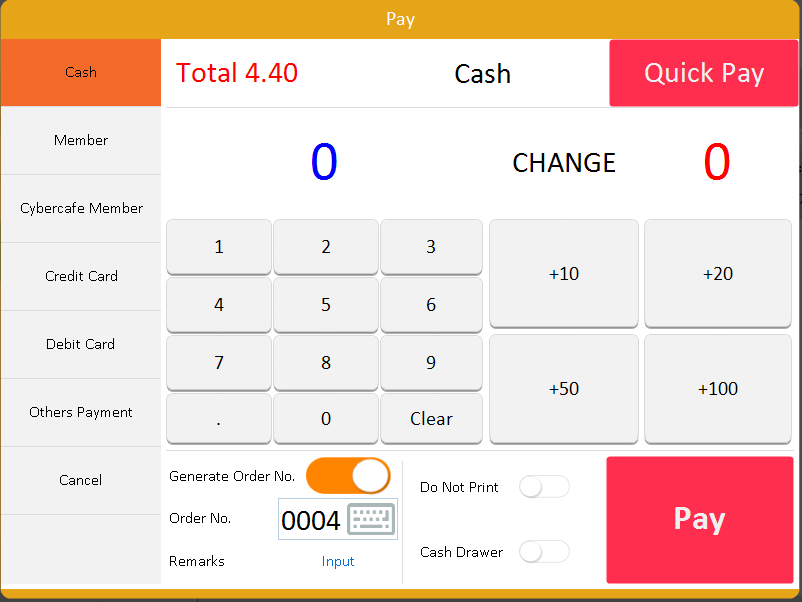 Pay
Cash
Total 4.40
Cash
Quick Pay
Member
0
CHANGE
0
Cybercafe Member
Credit Card
Debit Card
Others Payment
Cancel
1
2
3
+10
+20
4
5
6
7
8
9
+50
+100
.
0
Clear
Generate Order No.
Do Not Print
Pay
Order No.
0004
Remarks
Input
Cash Drawer